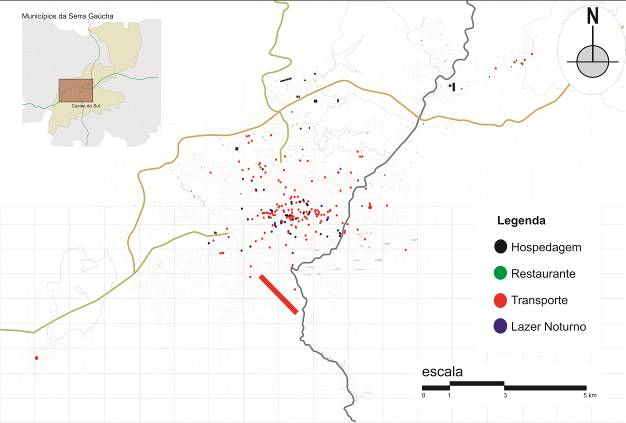 Municípios da Serra Gaúcha
Caxias do Sul
N
Legenda
Hospedagem
Restaurante
Transporte
Lazer Noturno
escala
0 1 3 5 km